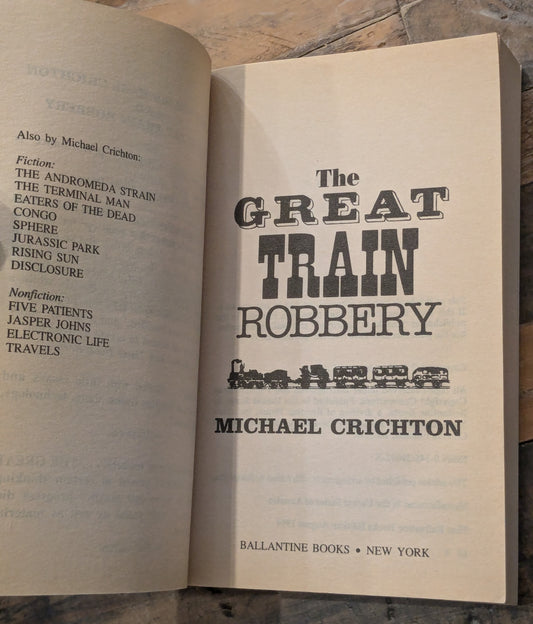 Also by Michael Crichton:
Fiction:
THE ANDROMEDA STRAIN
THE TERMINAL MAN
EATERS OF THE DEAD
CONGO
SPHERE
JURASSIC PARK
RISING SUN
DISCLOSURE
Nonfiction:
FIVE PATIENTS
JASPER JOHNS
ELECTRONIC LIFE
TRAVELS
The
GREAT
TRAIN
ROBBERY
MICHAEL CRICHTON
BALLANTINE BOOKS • NEW YORK